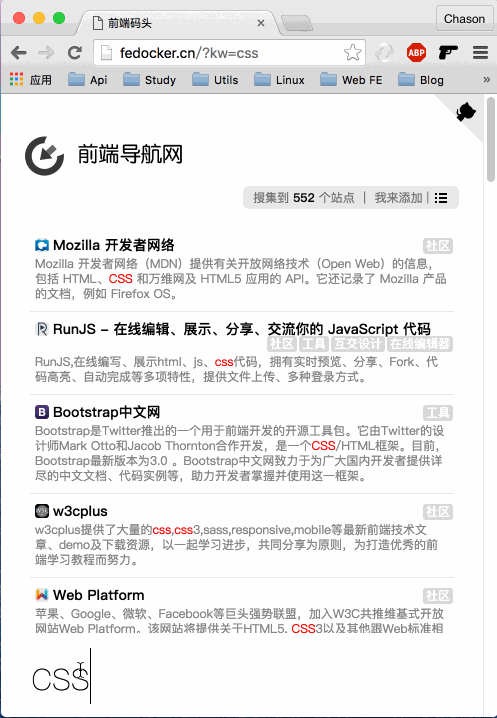 前端码头
Chason
fedocker.cn/?kw=css
ABP
应用 Api Study Utils Linux Web FE Blog »
前端导航网
搜集到 552 个站点 | 我来添加 |
Mozilla 开发者网络
社区
Mozilla 开发者网络（MDN）提供有关开放网络技术（Open Web）的信息，
包括 HTML、CSS 和万维网及 HTML5 应用的 API。它还记录了 Mozilla 产品
的文档，例如 Firefox OS。
RunJS - 在线编辑、展示、分享、交流你的 JavaScript 代码
社区 工具 互交设计 在线编辑器
RunJS,在线编写、展示html、js、css代码，拥有实时预览、分享、Fork、代
码高亮、自动完成等多项特性，提供文件上传、多种登录方式。
Bootstrap中文网
工具
Bootstrap是Twitter推出的一个用于前端开发的开源工具包。它由Twitter的设
计师Mark Otto和Jacob Thornton合作开发，是一个CSS/HTML框架。目前，
Bootstrap最新版本为3.0 。Bootstrap中文网致力于为广大国内开发者提供详
尽的中文文档、代码实例等，助力开发者掌握并使用这一框架。
w3cplus
社区
w3cplus提供了大量的css,css3,sass,responsive,mobile等最新前端技术文
章、demo及下载资源，以一起学习进步，共同分享为原则，为打造优秀的前
端学习教程而努力。
Web Platform
社区
苹果、Google、微软、Facebook等巨头强势联盟，加入W3C共推维基式开放
网站Web Platform。该网站将提供关于HTML5, CSS3以及其他跟Web标准相
css